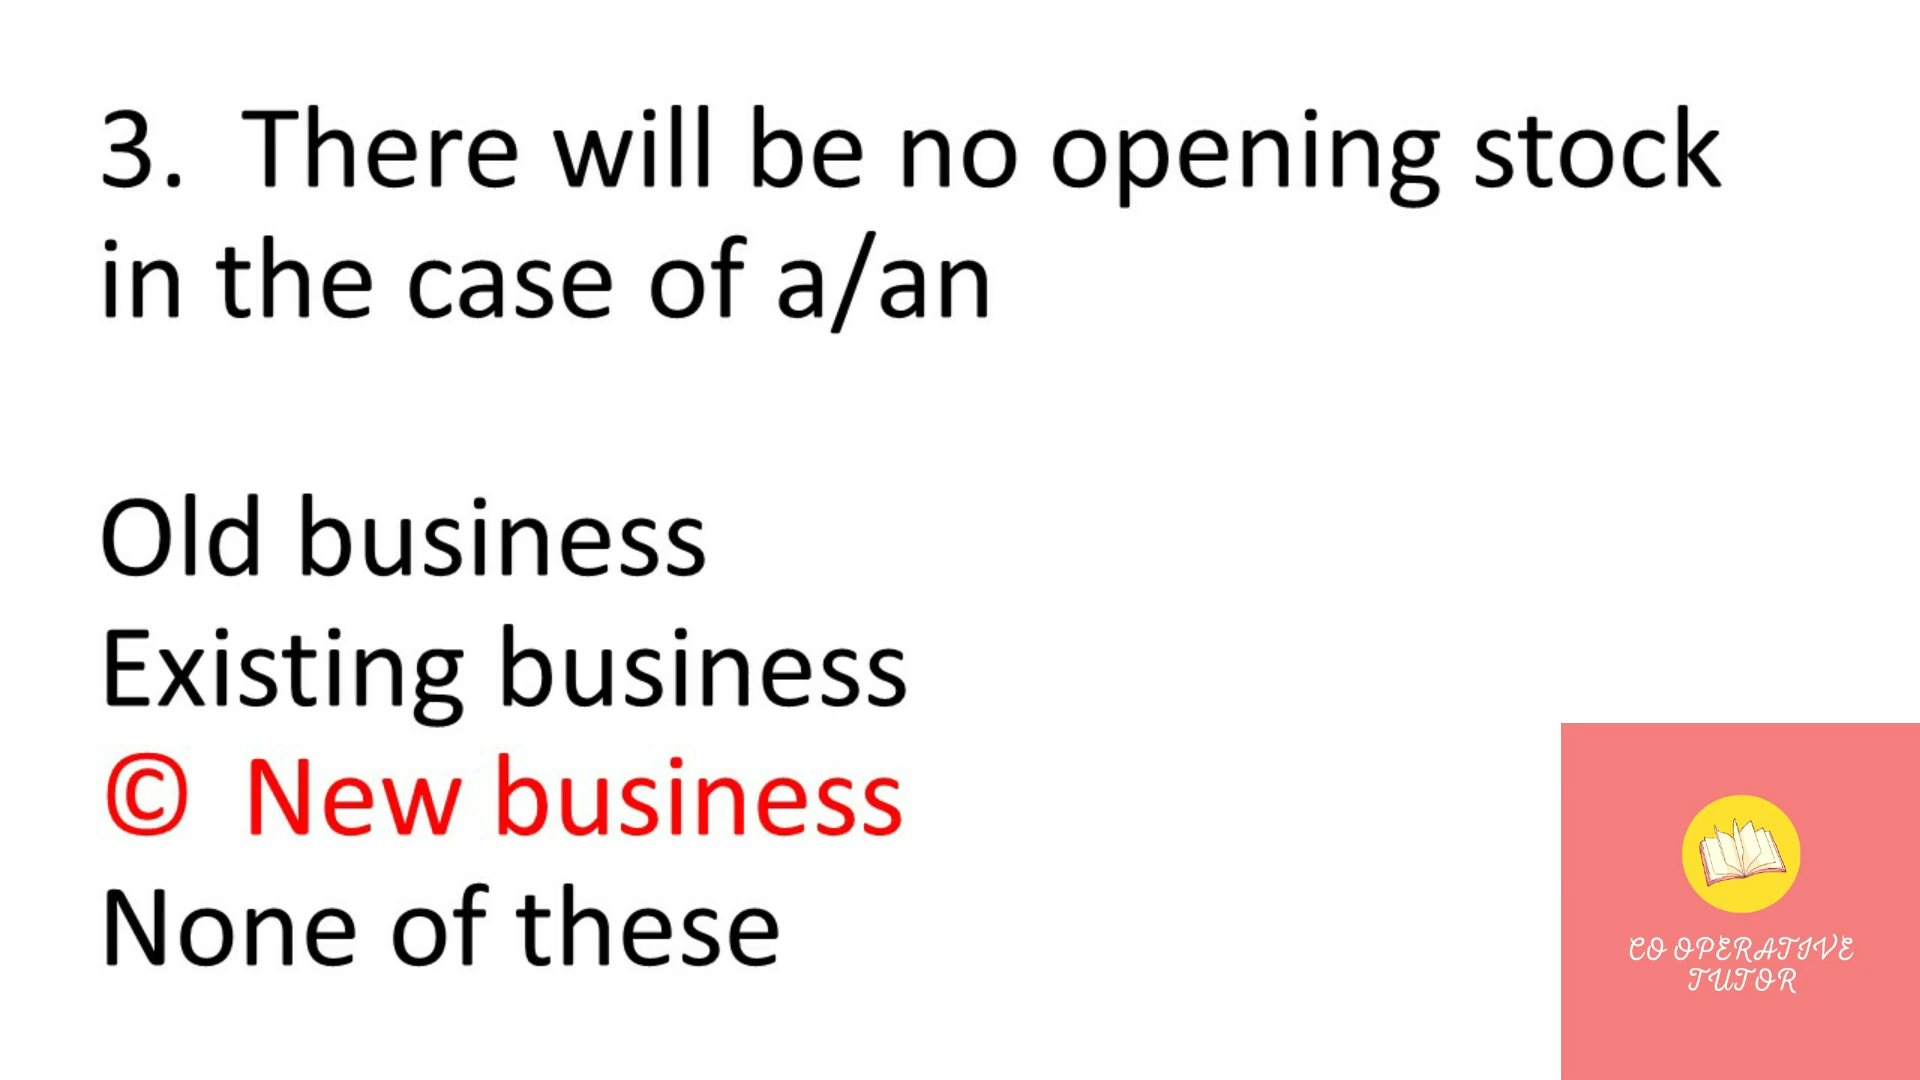 3. There will be no opening stock
in the case of a/an
Old business
Existing business
© New business
None of these
CO OPERATIVE
TUTOR